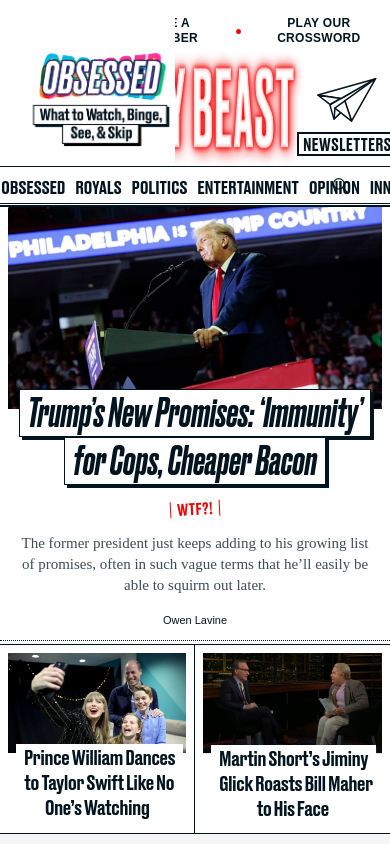 E A
BER
PLAY OUR
CROSSWORD
OBSESSED
What to Watch, Binge,
See, & Skip
Y BEAST
NEWSLETTERS
OBSESSED ROYALS POLITICS ENTERTAINMENT OPINION INN
PHILADELPHIA IS TRUMP COUNTRY
Trump's New Promises: ‘Immunity’
for Cops, Cheaper Bacon
WTF?!
The former president just keeps adding to his growing list
of promises, often in such vague terms that he’ll easily be
able to squirm out later.
Owen Lavine
Prince William Dances
to Taylor Swift Like No
One’s Watching
Martin Short’s Jiminy
Glick Roasts Bill Maher
to His Face